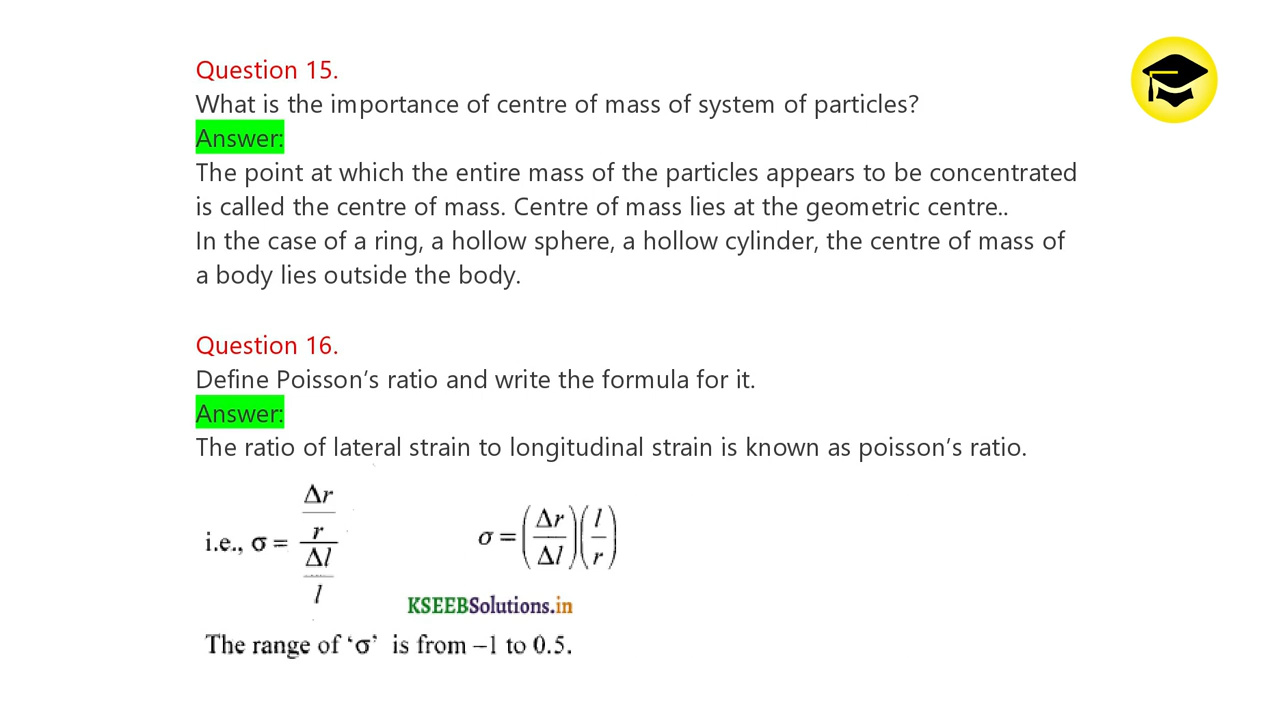 Question 15.
What is the importance of centre of mass of system of particles?
Answer:
The point at which the entire mass of the particles appears to be concentrated
is called the centre of mass. Centre of mass lies at the geometric centre..
In the case of a ring, a hollow sphere, a hollow cylinder, the centre of mass of
a body lies outside the body.
Question 16.
Define Poisson's ratio and write the formula for it.
Answer:
The ratio of lateral strain to longitudinal strain is known as poisson's ratio.
i.e., σ = (Δr/r)/(Δl/l) σ = (Δr/Δl)(l/r)
KSEEBSolutions.in
The range of 'σ' is from –1 to 0.5.